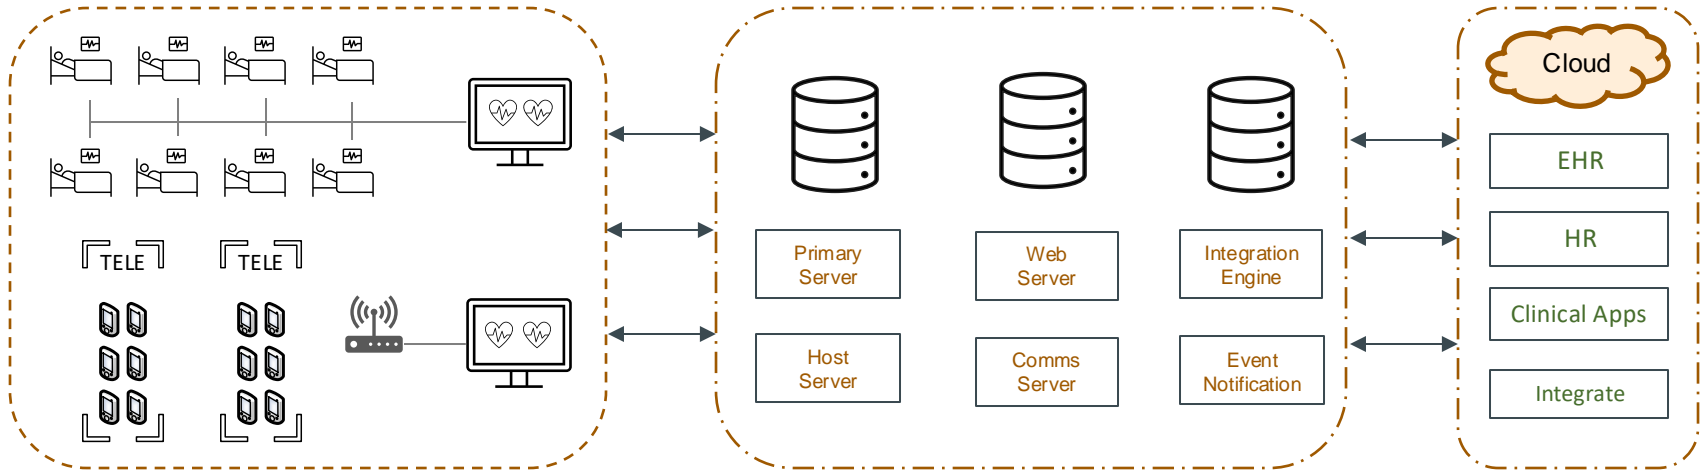 TELE
TELE
Primary
Server
Web
Server
Integration
Engine
Host
Server
Comms
Server
Event
Notification
Cloud
EHR
HR
Clinical Apps
Integrate